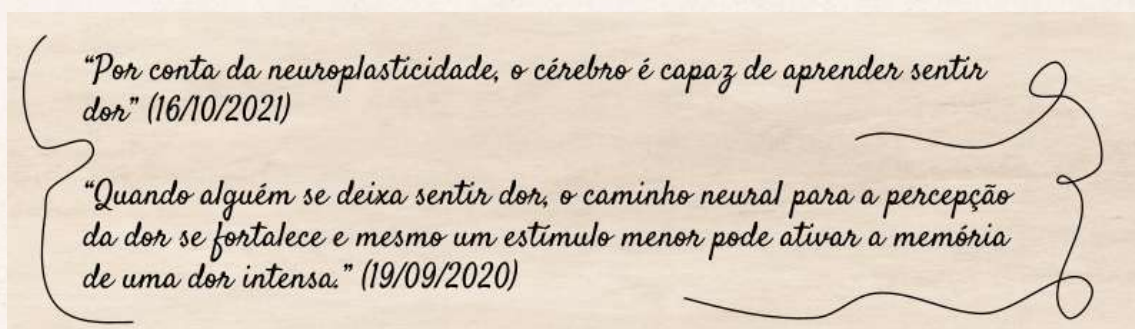 “Por conta da neuroplasticidade, o cérebro é capaz de aprender sentir
dor” (16/10/2021)
“Quando alguém se deixa sentir dor, o caminho neural para a percepção
da dor se fortalece e mesmo um estímulo menor pode ativar a memória
de uma dor intensa.” (19/09/2020)